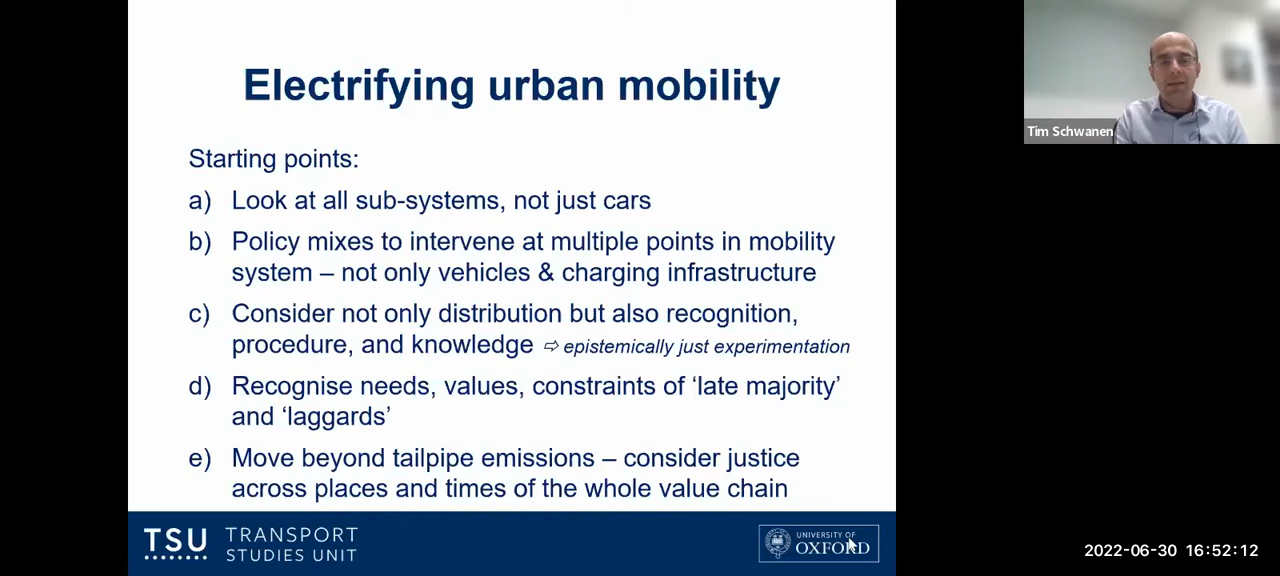 Electrifying urban mobility
Starting points:
a) Look at all sub-systems, not just cars
b) Policy mixes to intervene at multiple points in mobility
system – not only vehicles & charging infrastructure
c) Consider not only distribution but also recognition,
procedure, and knowledge ⇨ epistemically just experimentation
d) Recognise needs, values, constraints of ‘late majority’
and ‘laggards’
e) Move beyond tailpipe emissions – consider justice
across places and times of the whole value chain
TSU TRANSPORT
STUDIES UNIT
UNIVERSITY OF
OXFORD
Tim Schwanen
2022-06-30 16:52:12